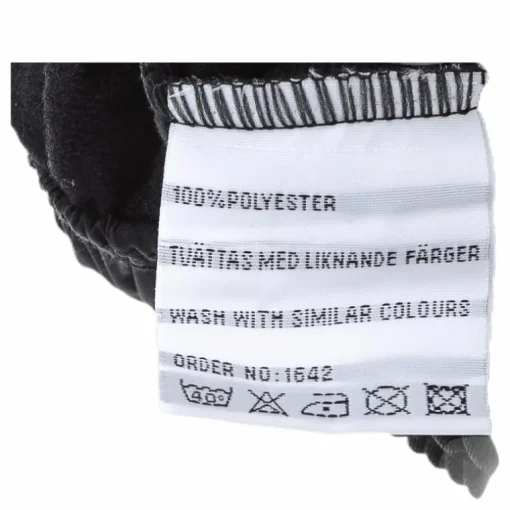 100%POLYESTER
TVÄTTAS MED LIKNANDE FÄRGER
WASH WITH SIMILAR COLOURS
ORDER NO:1642
40°